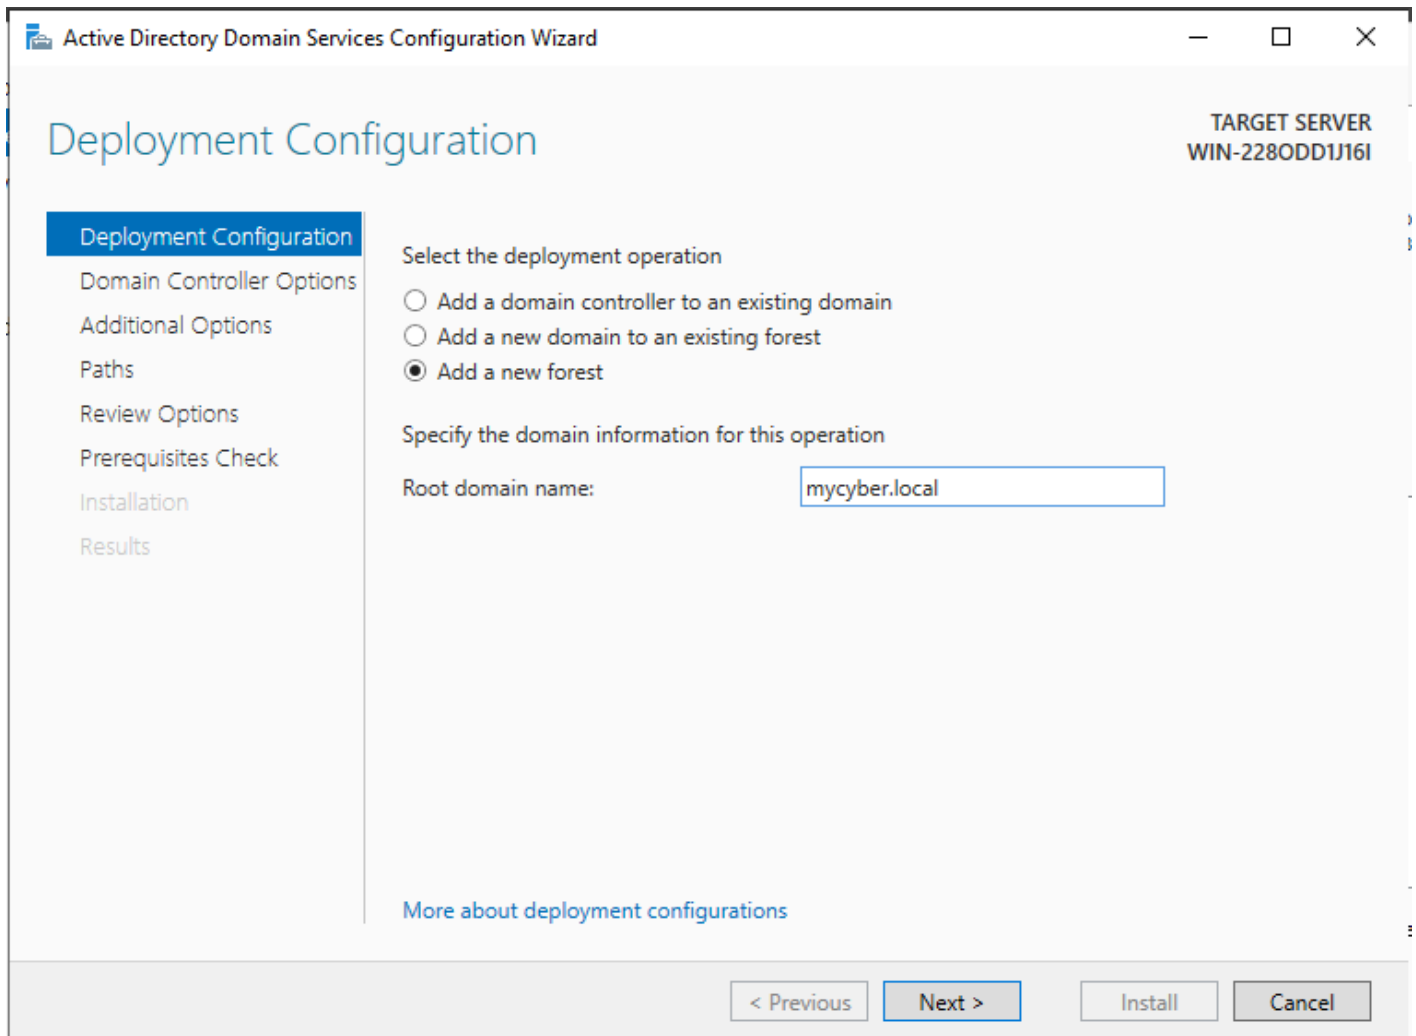 Active Directory Domain Services Configuration Wizard
Deployment Configuration
TARGET SERVER
WIN-228ODD1J16I
Deployment Configuration
Domain Controller Options
Additional Options
Paths
Review Options
Prerequisites Check
Installation
Results
Select the deployment operation
Add a domain controller to an existing domain
Add a new domain to an existing forest
Add a new forest
Specify the domain information for this operation
Root domain name: mycyber.local
More about deployment configurations
< Previous Next > Install Cancel